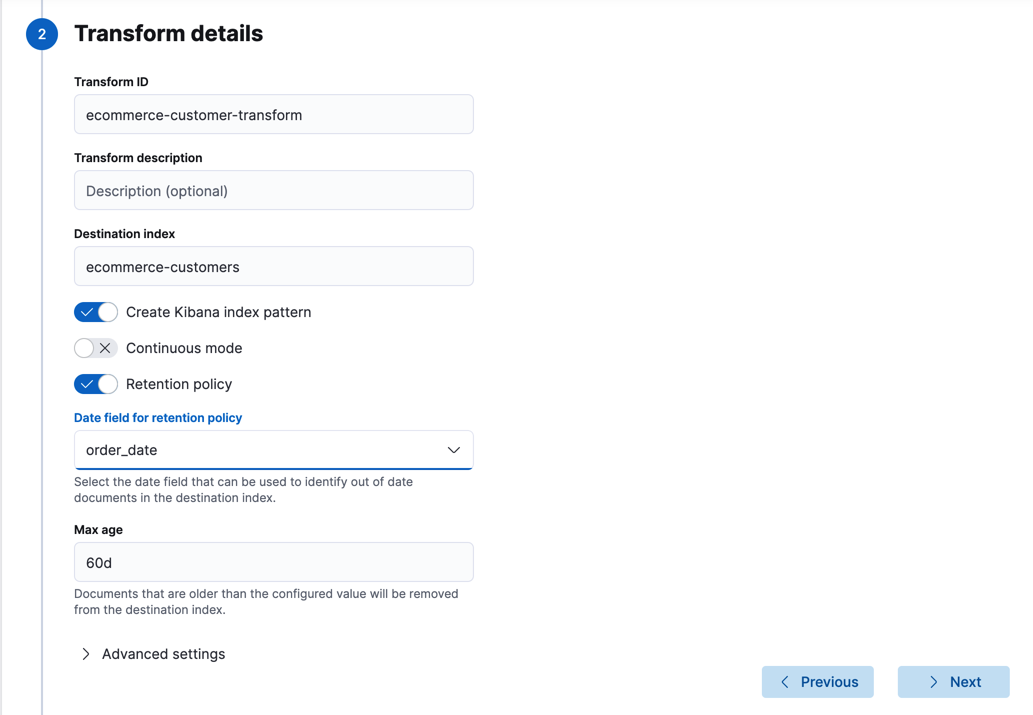 2
Transform details
Transform ID
ecommerce-customer-transform
Transform description
Description (optional)
Destination index
ecommerce-customers
Create Kibana index pattern
Continuous mode
Retention policy
Date field for retention policy
order_date
Select the date field that can be used to identify out of date
documents in the destination index.
Max age
60d
Documents that are older than the configured value will be removed
from the destination index.
Advanced settings
Previous
Next